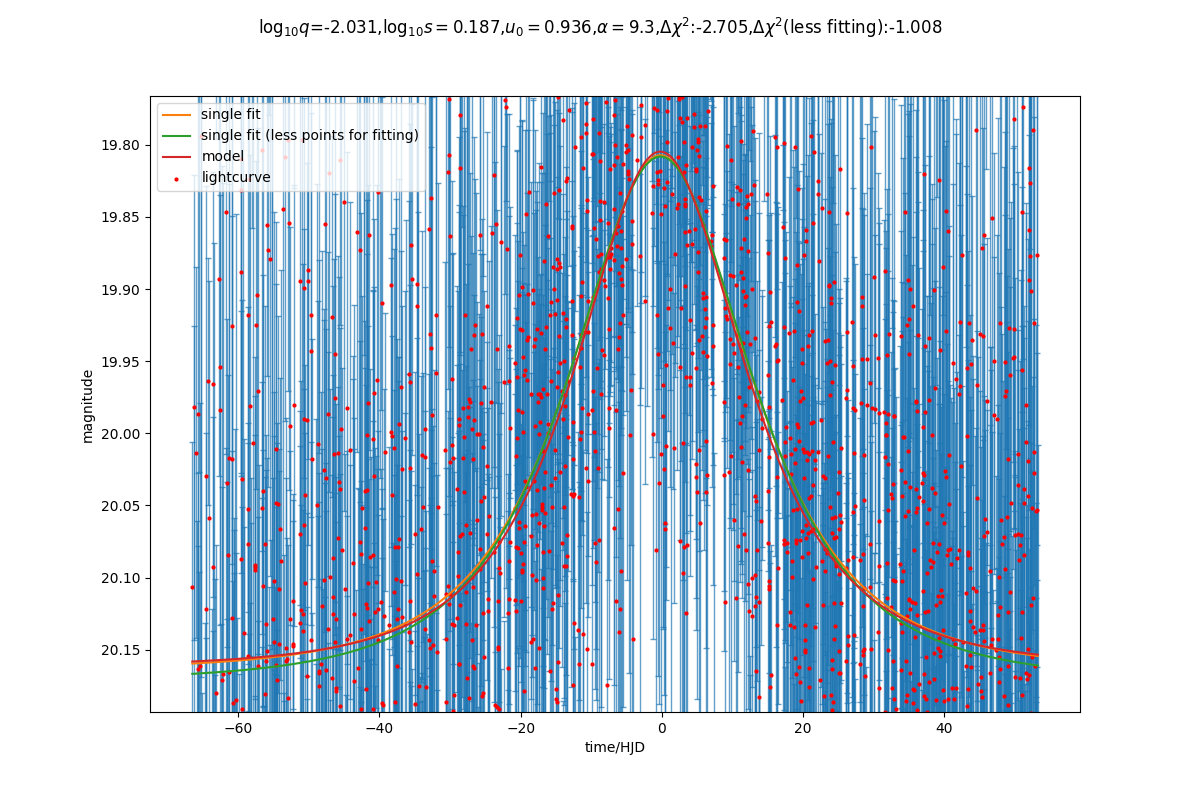 log₁₀q=-2.031,log₁₀s = 0.187,u₀ = 0.936,α = 9.3,Δχ²:-2.705,Δχ²(less fitting):-1.008
single fit
single fit (less points for fitting)
model
lightcurve
19.80
19.85
19.90
19.95
20.00
20.05
20.10
20.15
magnitude
−60
−40
−20
0
20
40
time/HJD